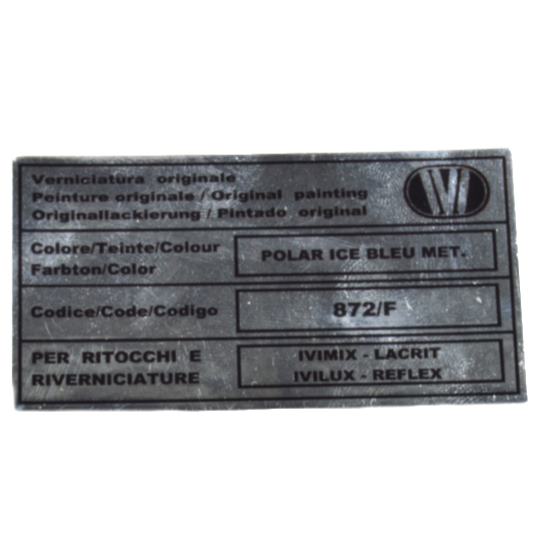 Verniciatura originale
Peinture originale / Original painting
Originallackierung / Pintado original
IVI
Colore/Teinte/Colour
Farbton/Color
POLAR ICE BLEU MET.
Codice/Code/Codigo
872/F
PER RITOCCHI E
RIVERNICIATURE
IVIMIX - LACRIT
IVILUX - REFLEX